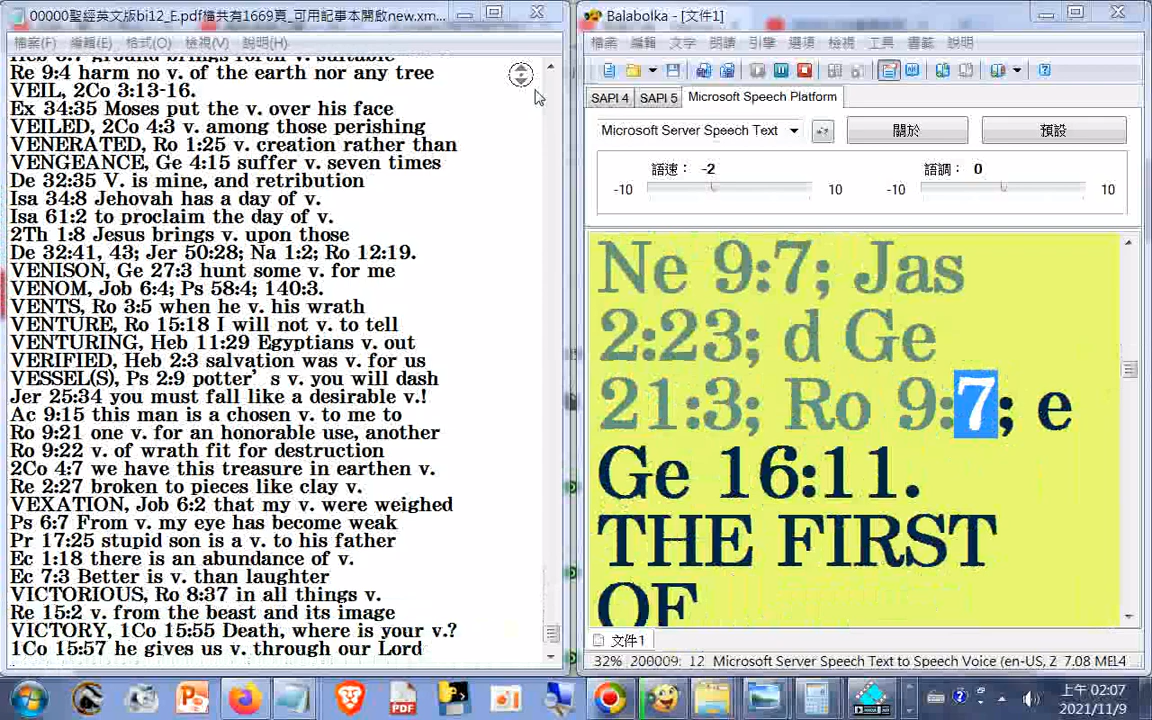 00000聖經英文版bi12_E.pdf檔共有1669頁_可用記事本開啟new.xm...
檔案(F) 編輯(E) 格式(O) 檢視(V) 說明(H)
Re 9:4 harm no v. of the earth nor any tree
VEIL, 2Co 3:13-16.
Ex 34:35 Moses put the v. over his face
VEILED, 2Co 4:3 v. among those perishing
VENERATED, Ro 1:25 v. creation rather than
VENGEANCE, Ge 4:15 suffer v. seven times
De 32:35 V. is mine, and retribution
Isa 34:8 Jehovah has a day of v.
Isa 61:2 to proclaim the day of v.
2Th 1:8 Jesus brings v. upon those
De 32:41, 43; Jer 50:28; Na 1:2; Ro 12:19.
VENISON, Ge 27:3 hunt some v. for me
VENOM, Job 6:4; Ps 58:4; 140:3.
VENTS, Ro 3:5 when he v. his wrath
VENTURE, Ro 15:18 I will not v. to tell
VENTURING, Heb 11:29 Egyptians v. out
VERIFIED, Heb 2:3 salvation was v. for us
VESSEL(S), Ps 2:9 potter’s v. you will dash
Jer 25:34 you must fall like a desirable v.!
Ac 9:15 this man is a chosen v. to me to
Ro 9:21 one v. for an honorable use, another
Ro 9:22 v. of wrath fit for destruction
2Co 4:7 we have this treasure in earthen v.
Re 2:27 broken to pieces like clay v.
VEXATION, Job 6:2 that my v. were weighed
Ps 6:7 From v. my eye has become weak
Pr 17:25 stupid son is a v. to his father
Ec 1:18 there is an abundance of v.
Ec 7:3 Better is v. than laughter
VICTORIOUS, Ro 8:37 in all things v.
Re 15:2 v. from the beast and its image
VICTORY, 1Co 15:55 Death, where is your v.?
1Co 15:57 he gives us v. through our Lord
Balabolka - [文件1]
檔案 編輯 文字 朗讀 引擎 選項 檢視 工具 書籤 說明
SAPI 4 SAPI 5 Microsoft Speech Platform
Microsoft Server Speech Text 關於 預設
語速： -2 語調： 0
-10 10 -10 10
Ne 9:7; Jas
2:23; d Ge
21:3; Ro 9:7; e
Ge 16:11.
THE FIRST
OF
文件1
32% 200009: 12 Microsoft Server Speech Text to Speech Voice (en-US, Z 7.08 ME
PDF
上午 02:07
2021/11/9